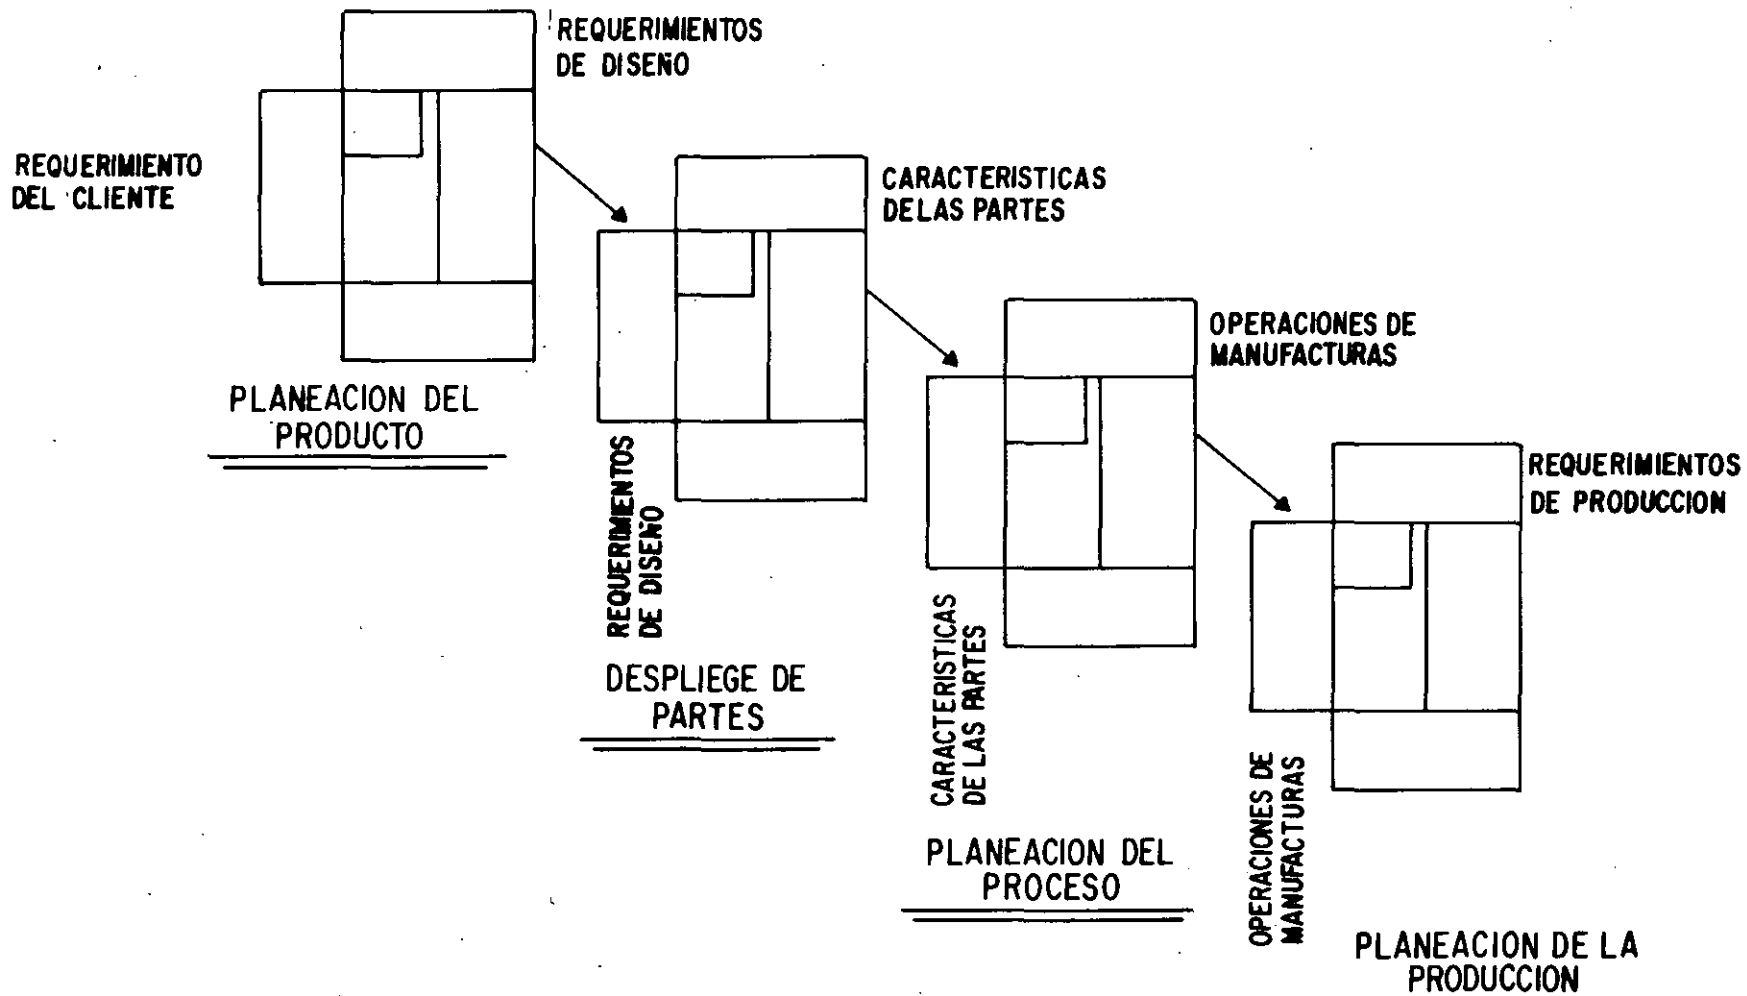 REQUERIMIENTOS
DE DISEÑO
REQUERIMIENTO
DEL CLIENTE
PLANEACION DEL
PRODUCTO
CARACTERISTICAS
DELAS PARTES
REQUERIMIENTOS
DE DISEÑO
DESPLIEGE DE
PARTES
OPERACIONES DE
MANUFACTURAS
CARACTERISTICAS
DE LAS PARTES
PLANEACION DEL
PROCESO
REQUERIMIENTOS
DE PRODUCCION
OPERACIONES DE
MANUFACTURAS
PLANEACION DE LA
PRODUCCION